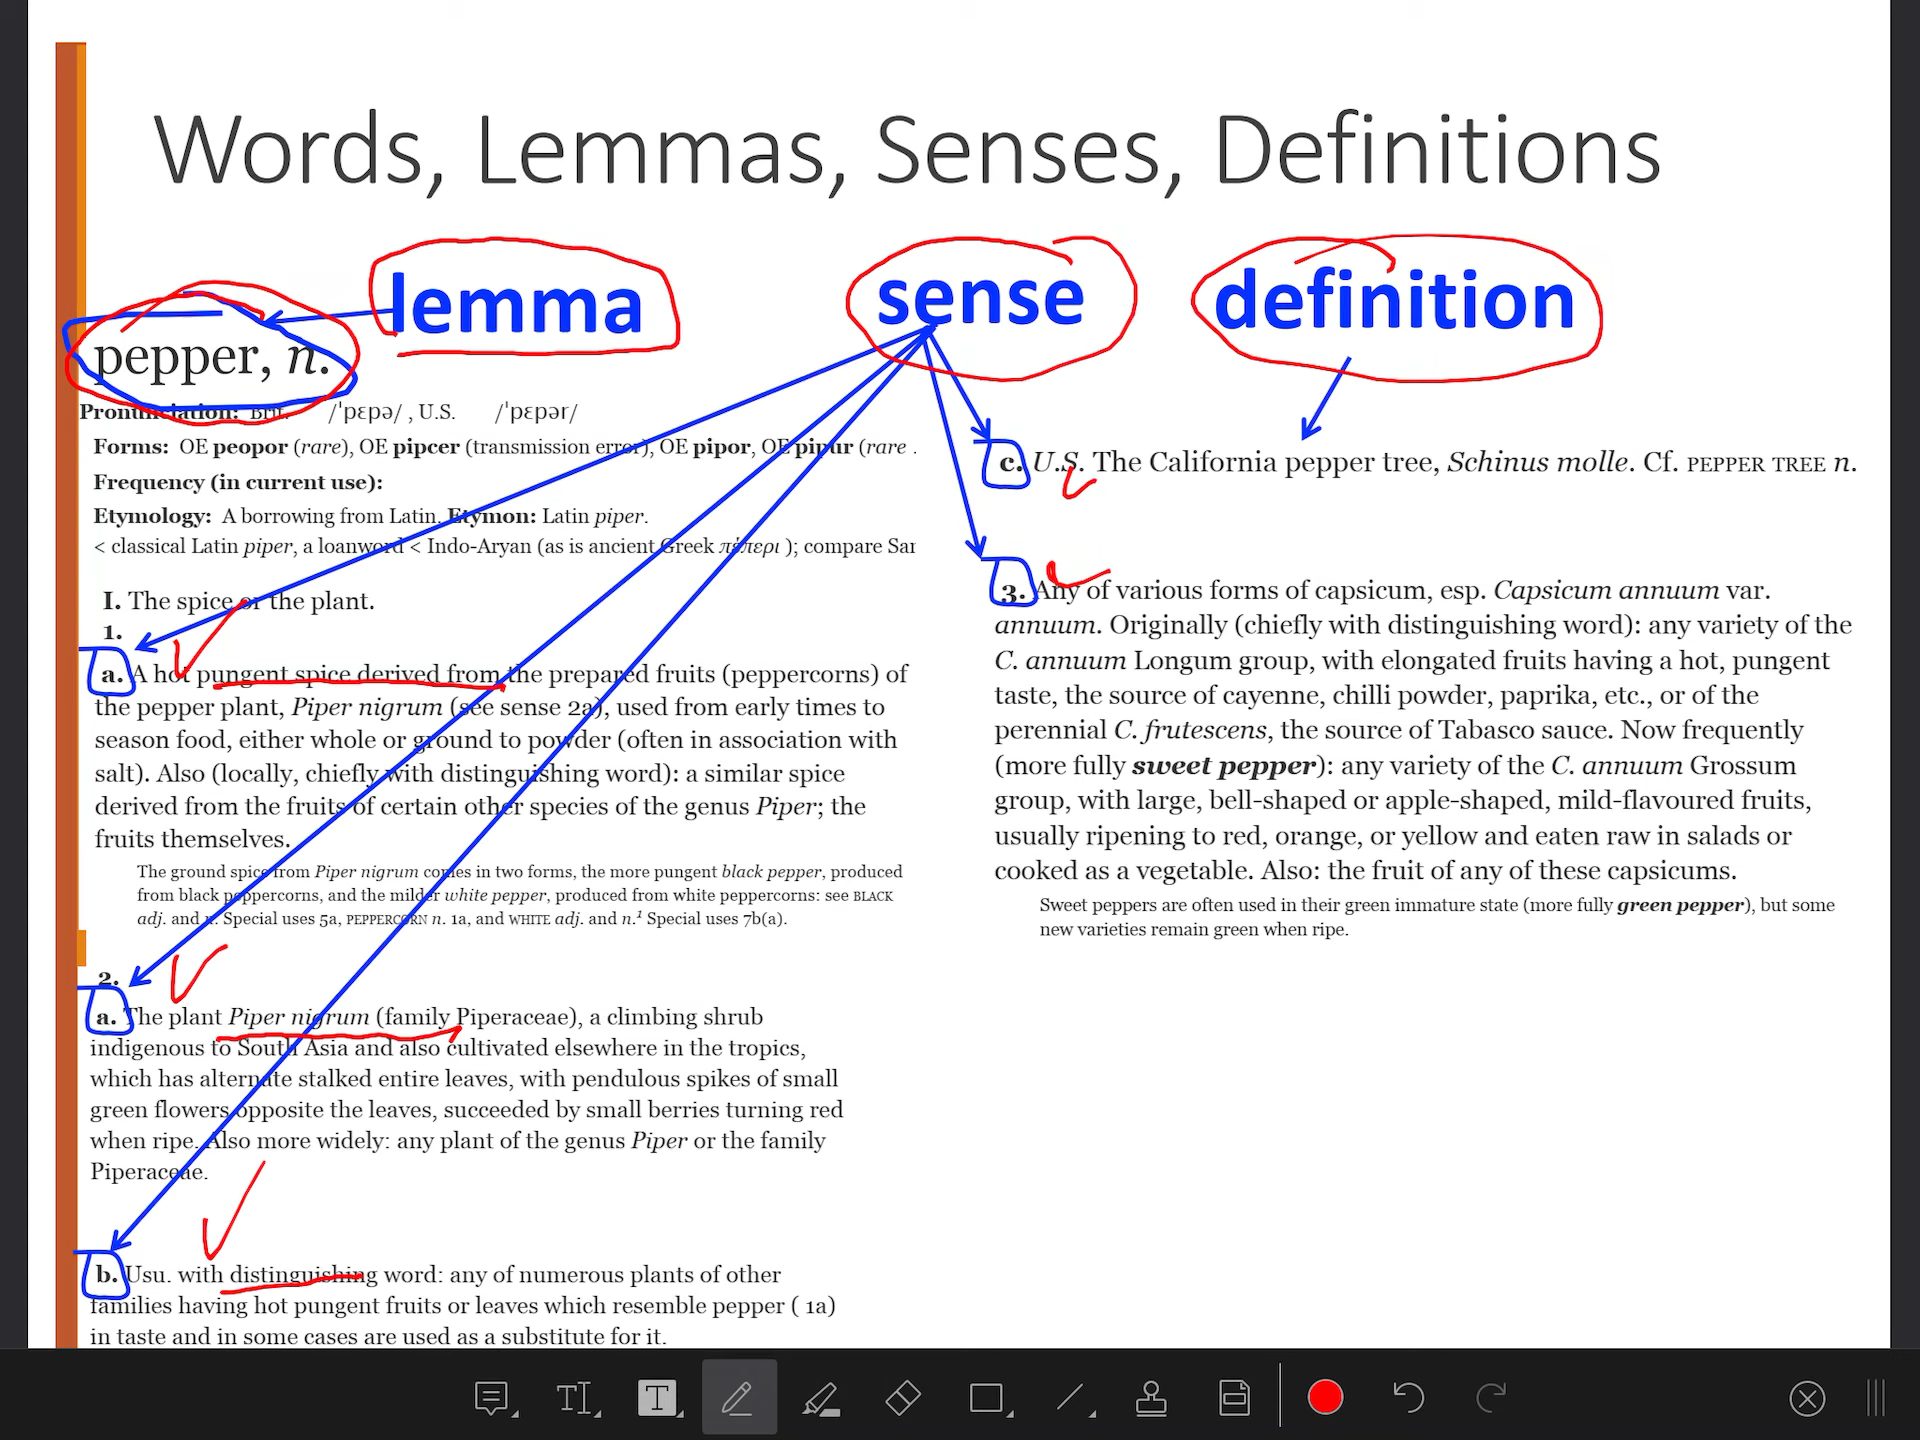 Words, Lemmas, Senses, Definitions
lemma
sense
definition
pepper, n.
Pronunciation: Brit. /ˈpɛpə/ , U.S. /ˈpɛpər/
Forms: OE peopor (rare), OE pipcer (transmission error), OE pipor, OE pipur (rare .
Frequency (in current use):
Etymology: A borrowing from Latin. Etymon: Latin piper.
< classical Latin piper, a loanword < Indo-Aryan (as is ancient Greek πέπερι ); compare Sar
I. The spice or the plant.
1.
a. A hot pungent spice derived from the prepared fruits (peppercorns) of
the pepper plant, Piper nigrum (see sense 2a), used from early times to
season food, either whole or ground to powder (often in association with
salt). Also (locally, chiefly with distinguishing word): a similar spice
derived from the fruits of certain other species of the genus Piper; the
fruits themselves.
The ground spice from Piper nigrum comes in two forms, the more pungent black pepper, produced
from black peppercorns, and the milder white pepper, produced from white peppercorns: see BLACK
adj. and n. Special uses 5a, PEPPERCORN n. 1a, and WHITE adj. and n.¹ Special uses 7b(a).
2.
a. The plant Piper nigrum (family Piperaceae), a climbing shrub
indigenous to South Asia and also cultivated elsewhere in the tropics,
which has alternate stalked entire leaves, with pendulous spikes of small
green flowers opposite the leaves, succeeded by small berries turning red
when ripe. Also more widely: any plant of the genus Piper or the family
Piperaceae.
b. Usu. with distinguishing word: any of numerous plants of other
families having hot pungent fruits or leaves which resemble pepper ( 1a)
in taste and in some cases are used as a substitute for it.
c. U.S. The California pepper tree, Schinus molle. Cf. PEPPER TREE n.
3. Any of various forms of capsicum, esp. Capsicum annuum var.
annuum. Originally (chiefly with distinguishing word): any variety of the
C. annuum Longum group, with elongated fruits having a hot, pungent
taste, the source of cayenne, chilli powder, paprika, etc., or of the
perennial C. frutescens, the source of Tabasco sauce. Now frequently
(more fully sweet pepper): any variety of the C. annuum Grossum
group, with large, bell-shaped or apple-shaped, mild-flavoured fruits,
usually ripening to red, orange, or yellow and eaten raw in salads or
cooked as a vegetable. Also: the fruit of any of these capsicums.
Sweet peppers are often used in their green immature state (more fully green pepper), but some
new varieties remain green when ripe.